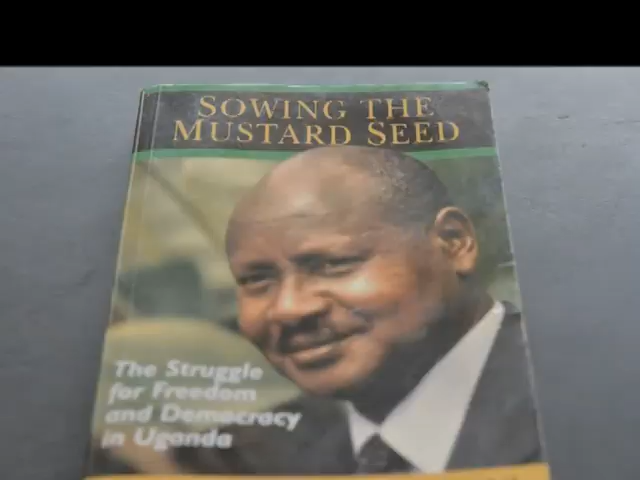 SOWING THE
MUSTARD SEED
The Struggle
for Freedom
and Democracy
in Uganda